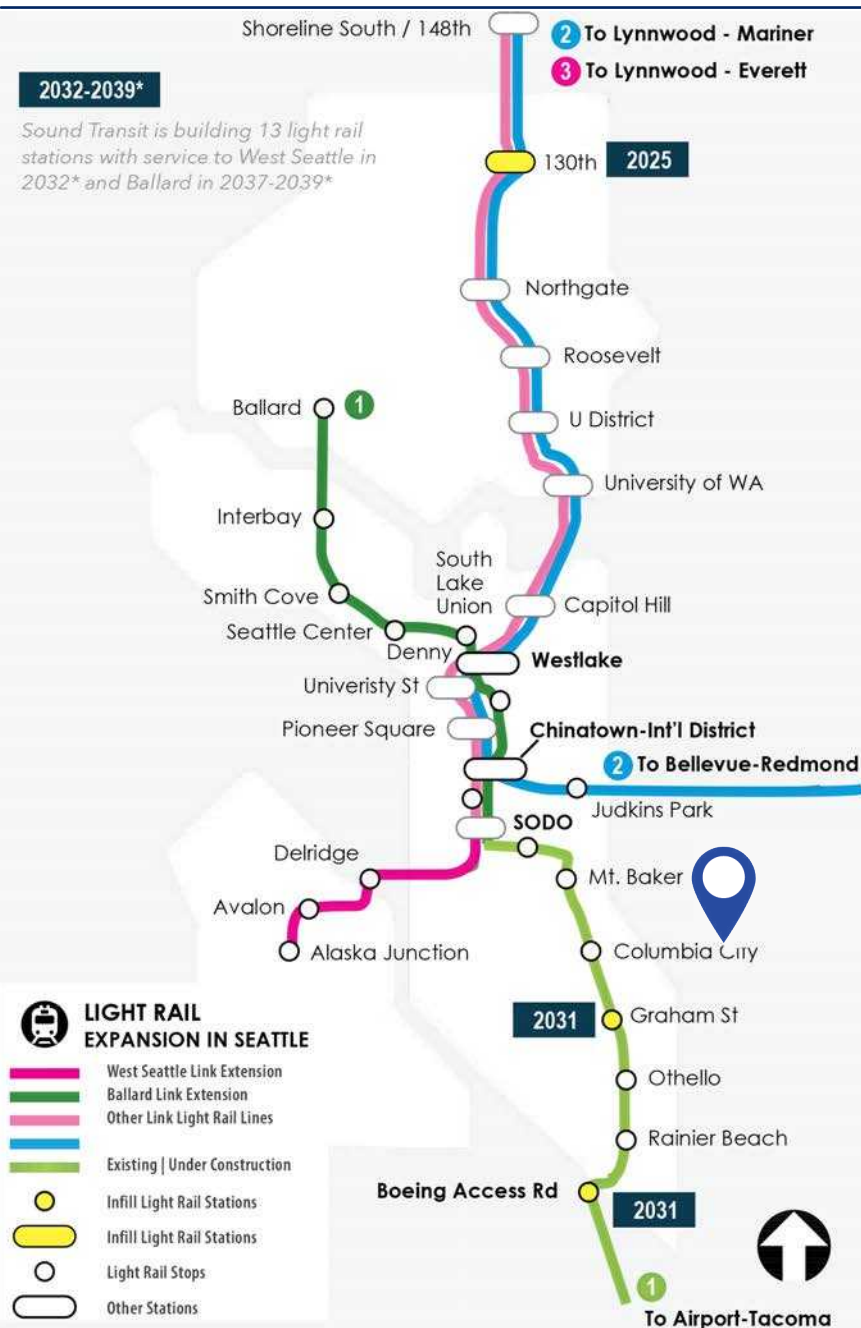 Shoreline South / 148th
2 To Lynnwood - Mariner
3 To Lynnwood - Everett
2032-2039*
Sound Transit is building 13 light rail
stations with service to West Seattle in
2032* and Ballard in 2037-2039*
130th
2025
Northgate
Roosevelt
U District
University of WA
Ballard
1
Interbay
Smith Cove
Seattle Center
South
Lake
Union
Capitol Hill
Denny
Westlake
Univeristy St
Pioneer Square
Chinatown-Int'l District
2 To Bellevue-Redmond
Judkins Park
SODO
Delridge
Mt. Baker
Avalon
Alaska Junction
Columbia City
2031
Graham St
Othello
Rainier Beach
Boeing Access Rd
2031
1
To Airport-Tacoma
LIGHT RAIL
EXPANSION IN SEATTLE
West Seattle Link Extension
Ballard Link Extension
Other Link Light Rail Lines
Existing | Under Construction
Infill Light Rail Stations
Infill Light Rail Stations
Light Rail Stops
Other Stations